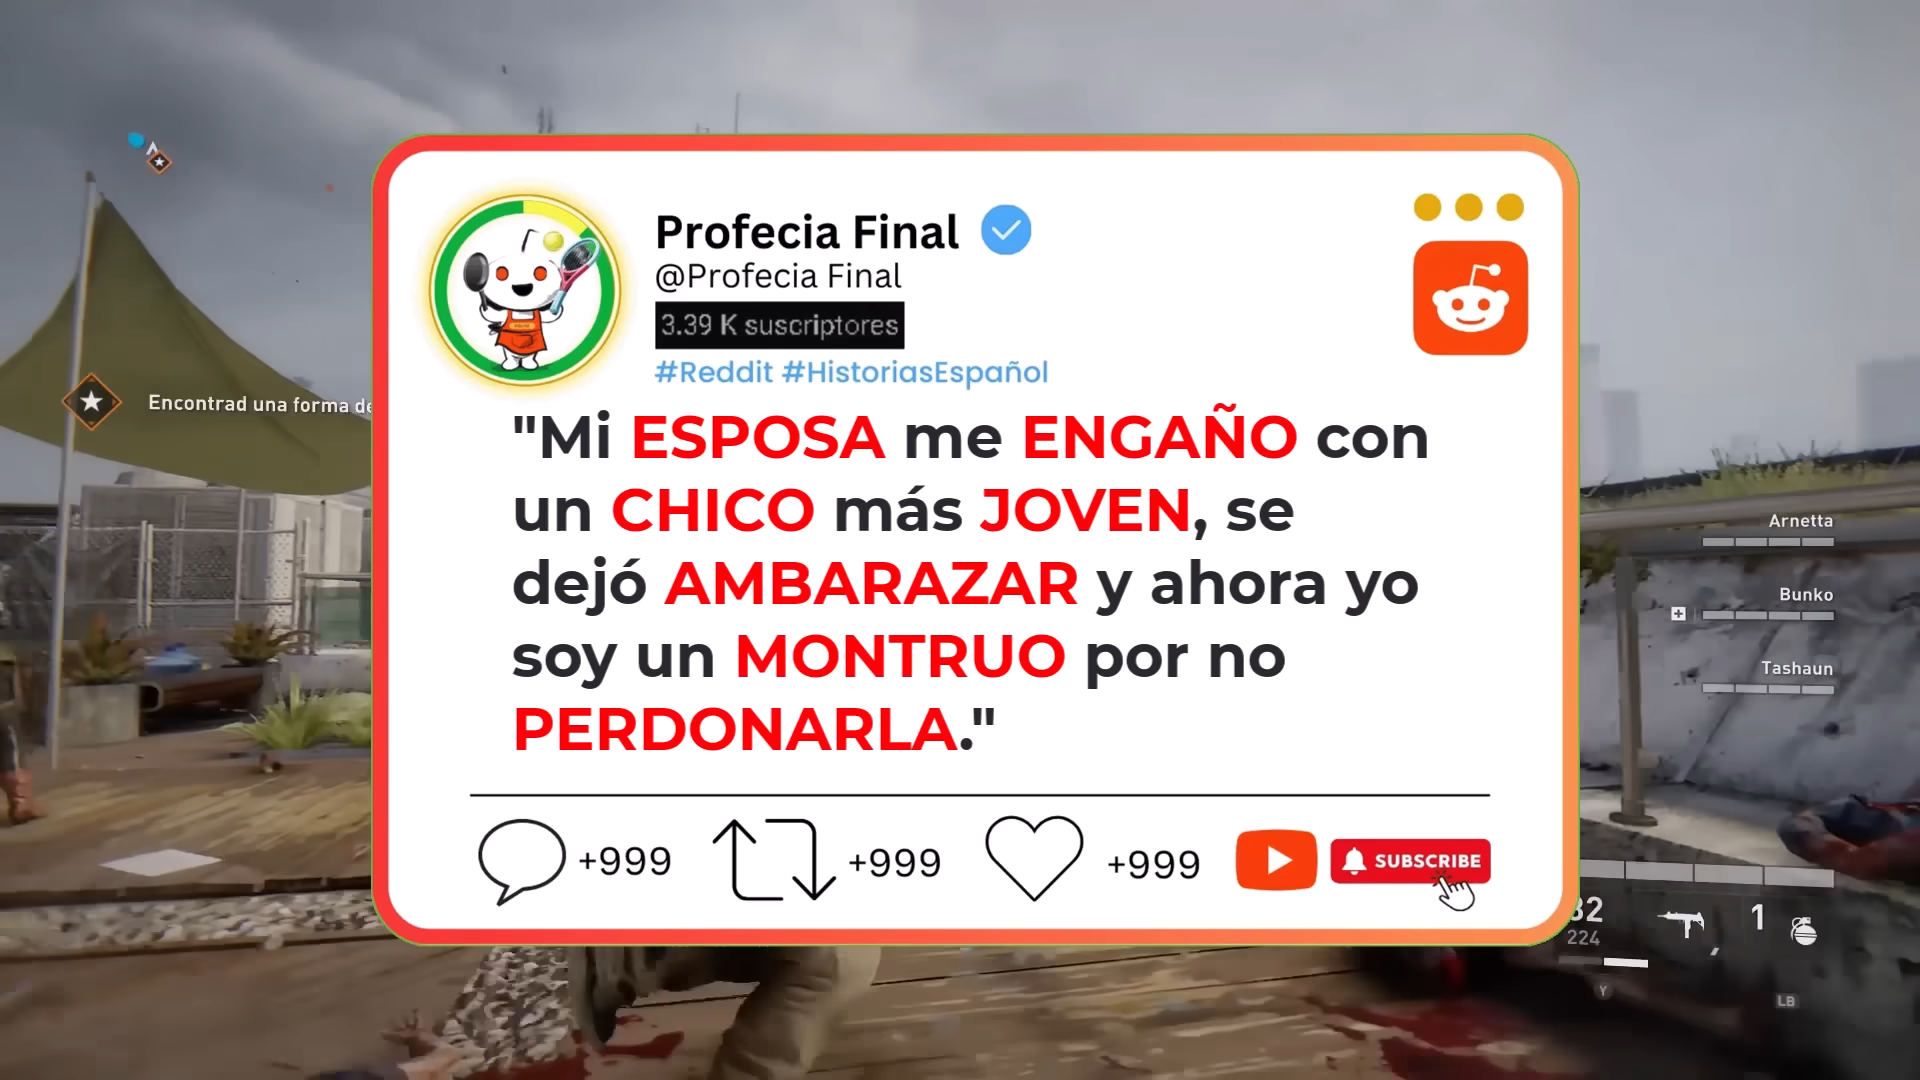 Profecia Final
@Profecia Final
3.39 K suscriptores
#Reddit #HistoriasEspañol
Encontrad una forma de
"Mi ESPOSA me ENGAÑO con
un CHICO más JOVEN, se
dejó AMBARAZAR y ahora yo
soy un MONTRUO por no
PERDONARLA."
Arnetta
Bunko
Tashaun
+999
+999
+999
SUBSCRIBE
32
224
1
Y
LB